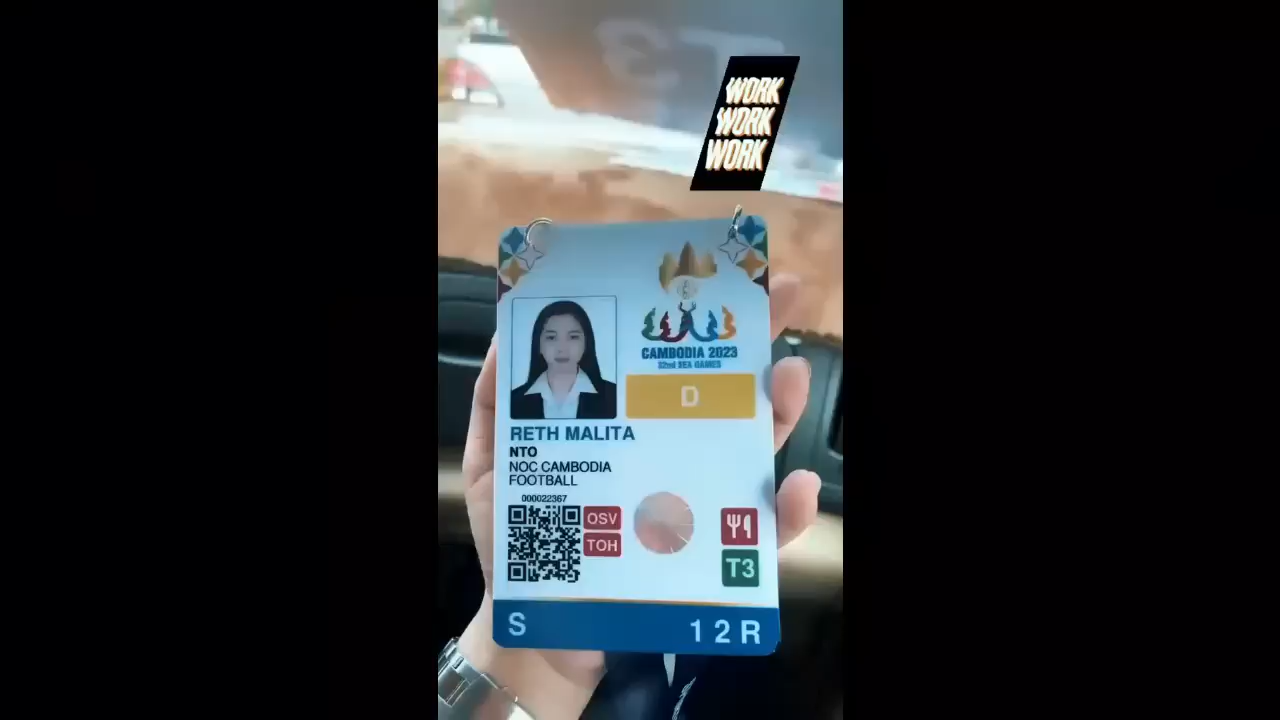 WORK
WORK
WORK
CAMBODIA 2023
32nd SEA GAMES
D
RETH MALITA
NTO
NOC CAMBODIA
FOOTBALL
000022367
OSV
TOH
T3
S
1 2 R